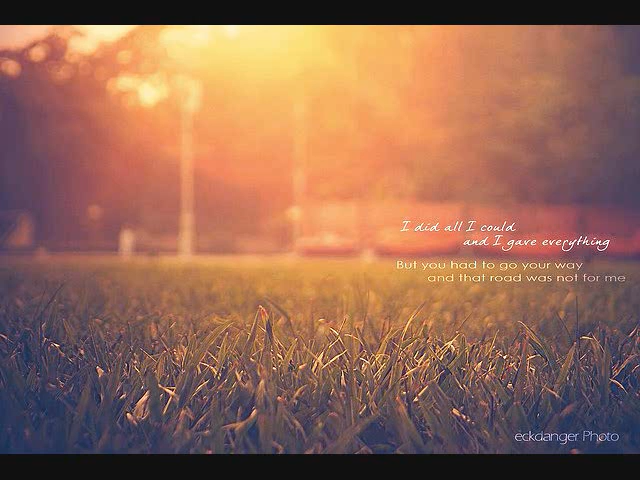 I did all I could
and I gave everything
But you had to go your way
and that road was not for me
eckdanger Photo